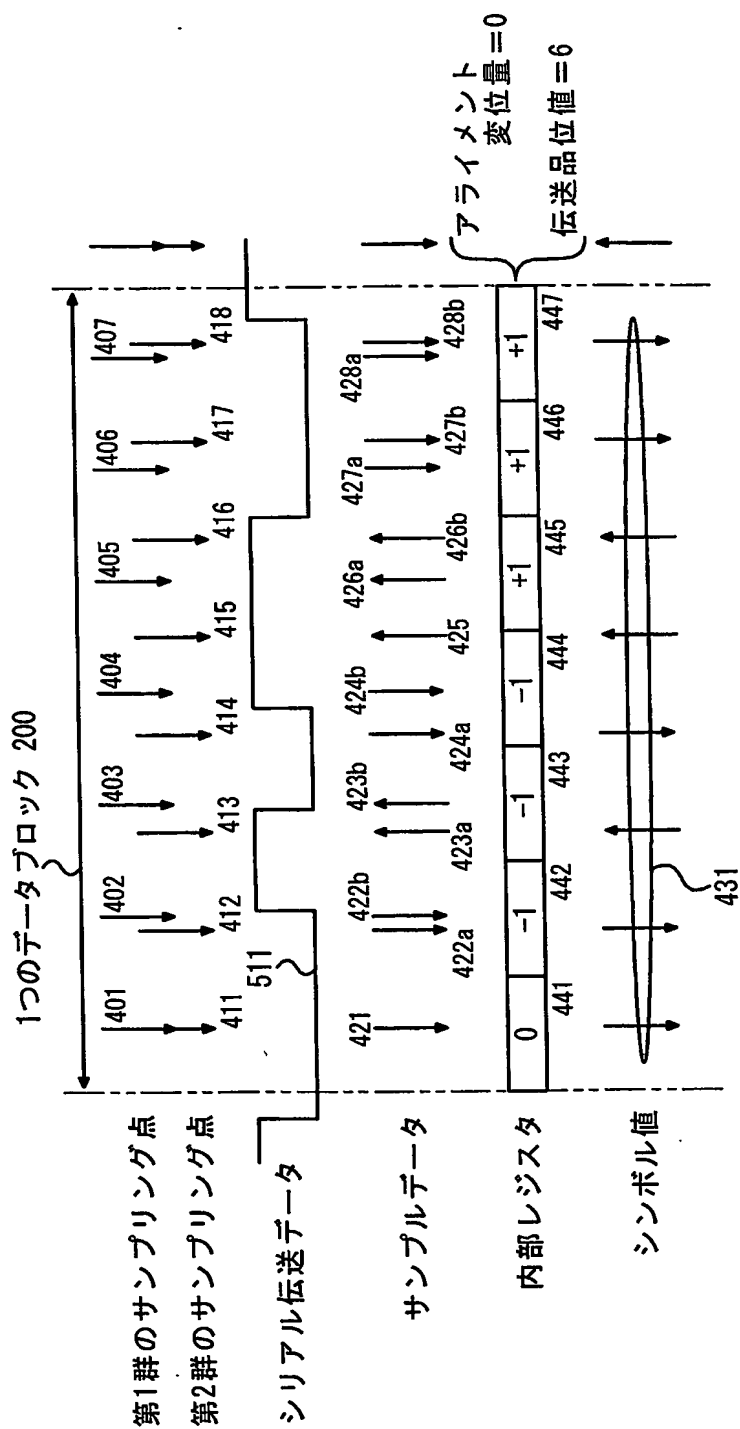 1つのデータブロック 200
第1群のサンプリング点
401 402 403 404 405 406 407
第2群のサンプリング点
411 412 413 414 415 416 417 418
シリアル伝送データ
511
サンプルデータ
421 422a 422b 423a 423b 424a 424b 425 426a 426b 427a 427b 428a 428b
内部レジスタ
0 -1 -1 -1 +1 +1 +1
441 442 443 444 445 446 447
アライメント
変位量=0
伝送品位値=6
シンボル値
431